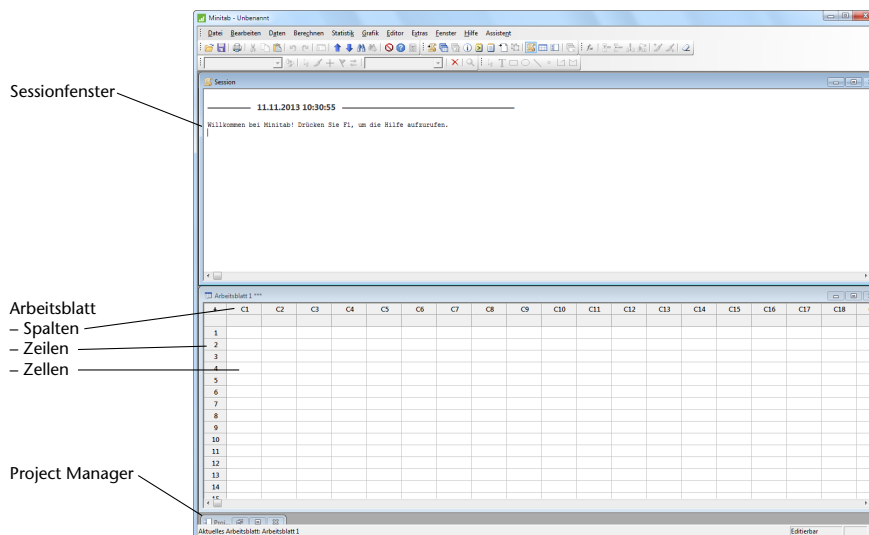 Minitab - Unbenannt
Datei Bearbeiten Daten Berechnen Statistik Grafik Editor Extras Fenster Hilfe Assistent
Sessionfenster
Session
11.11.2013 10:30:55
Willkommen bei Minitab! Drücken Sie F1, um die Hilfe aufzurufen.
Arbeitsblatt
– Spalten
– Zeilen
– Zellen
Arbeitsblatt 1 ***
C1 C2 C3 C4 C5 C6 C7 C8 C9 C10 C11 C12 C13 C14 C15 C16 C17 C18
1
2
3
4
5
6
7
8
9
10
11
12
13
14
15
Project Manager
Proj...
Aktuelles Arbeitsblatt: Arbeitsblatt 1
Editierbar